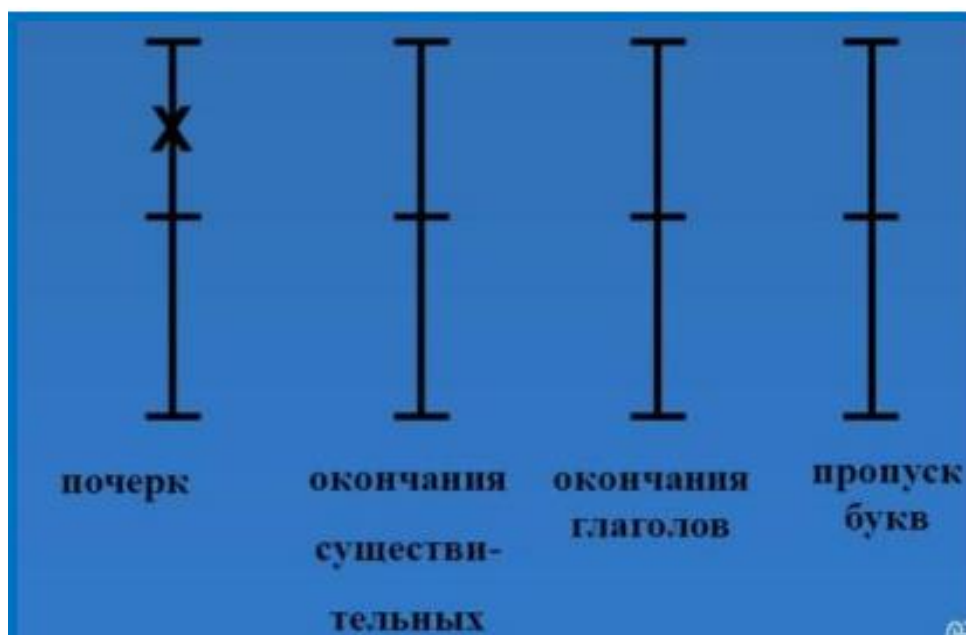 X
почерк
окончания
существи-
тельных
окончания
глаголов
пропуск
букв